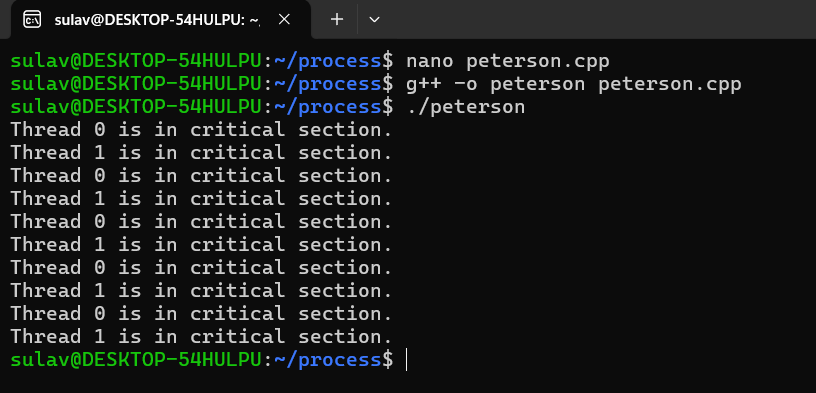 sulav@DESKTOP-54HULPU: ~,
sulav@DESKTOP-54HULPU:~/process$ nano peterson.cpp
sulav@DESKTOP-54HULPU:~/process$ g++ -o peterson peterson.cpp
sulav@DESKTOP-54HULPU:~/process$ ./peterson
Thread 0 is in critical section.
Thread 1 is in critical section.
Thread 0 is in critical section.
Thread 1 is in critical section.
Thread 0 is in critical section.
Thread 1 is in critical section.
Thread 0 is in critical section.
Thread 1 is in critical section.
Thread 0 is in critical section.
Thread 1 is in critical section.
sulav@DESKTOP-54HULPU:~/process$